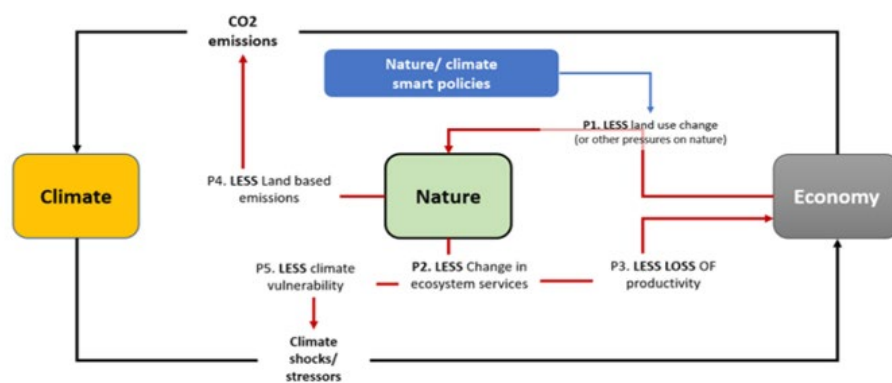 CO2
emissions
Nature/ climate
smart policies
P1. LESS land use change
(or other pressures on nature)
Climate
P4. LESS Land based
emissions
Nature
Economy
P5. LESS climate
vulnerability
P2. LESS Change in
ecosystem services
P3. LESS LOSS OF
productivity
Climate
shocks/
stressors